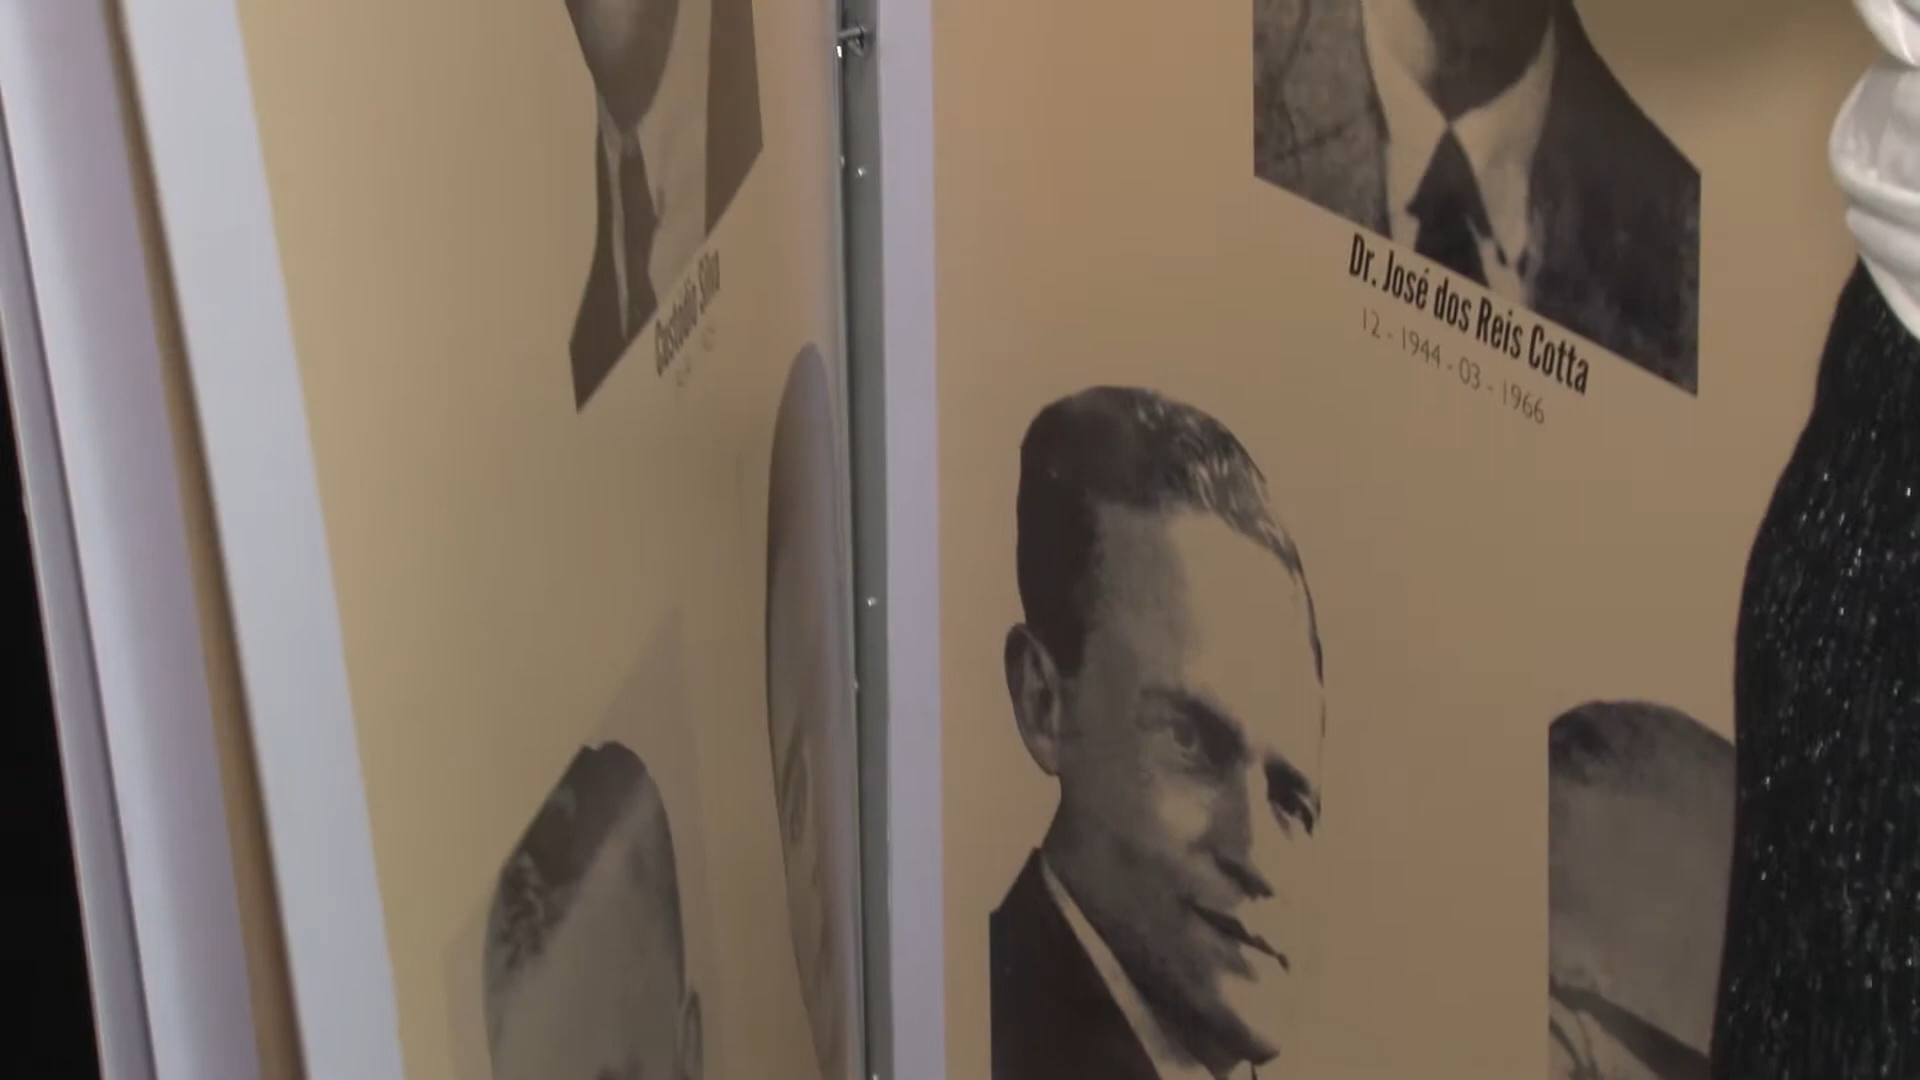 Custódio Silva
Dr. José dos Reis Cotta
12 - 1944 - 03 - 1966